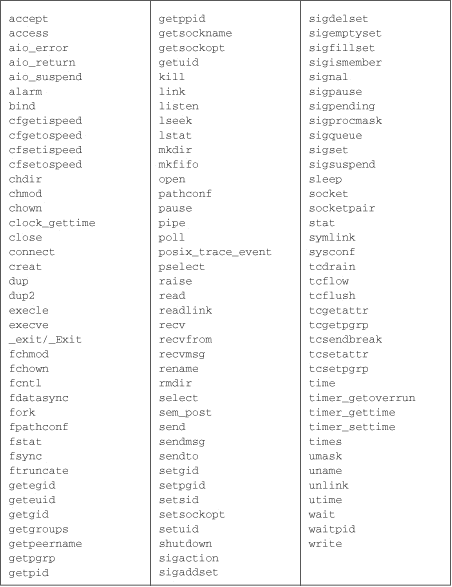 accept
access
aio_error
aio_return
aio_suspend
alarm
bind
cfgetispeed
cfgetospeed
cfsetispeed
cfsetospeed
chdir
chmod
chown
clock_gettime
close
connect
creat
dup
dup2
execle
execve
_exit/_Exit
fchmod
fchown
fcntl
fdatasync
fork
fpathconf
fstat
fsync
ftruncate
getegid
geteuid
getgid
getgroups
getpeername
getpgrp
getpid
getppid
getsockname
getsockopt
getuid
kill
link
listen
lseek
lstat
mkdir
mkfifo
open
pathconf
pause
pipe
poll
posix_trace_event
pselect
raise
read
readlink
recv
recvfrom
recvmsg
rename
rmdir
select
sem_post
send
sendmsg
sendto
setgid
setpgid
setsid
setsockopt
setuid
shutdown
sigaction
sigaddset
sigdelset
sigemptyset
sigfillset
sigismember
signal
sigpause
sigpending
sigprocmask
sigqueue
sigset
sigsuspend
sleep
socket
socketpair
stat
symlink
sysconf
tcdrain
tcflow
tcflush
tcgetattr
tcgetpgrp
tcsendbreak
tcsetattr
tcsetpgrp
time
timer_getoverrun
timer_gettime
timer_settime
times
umask
uname
unlink
utime
wait
waitpid
write